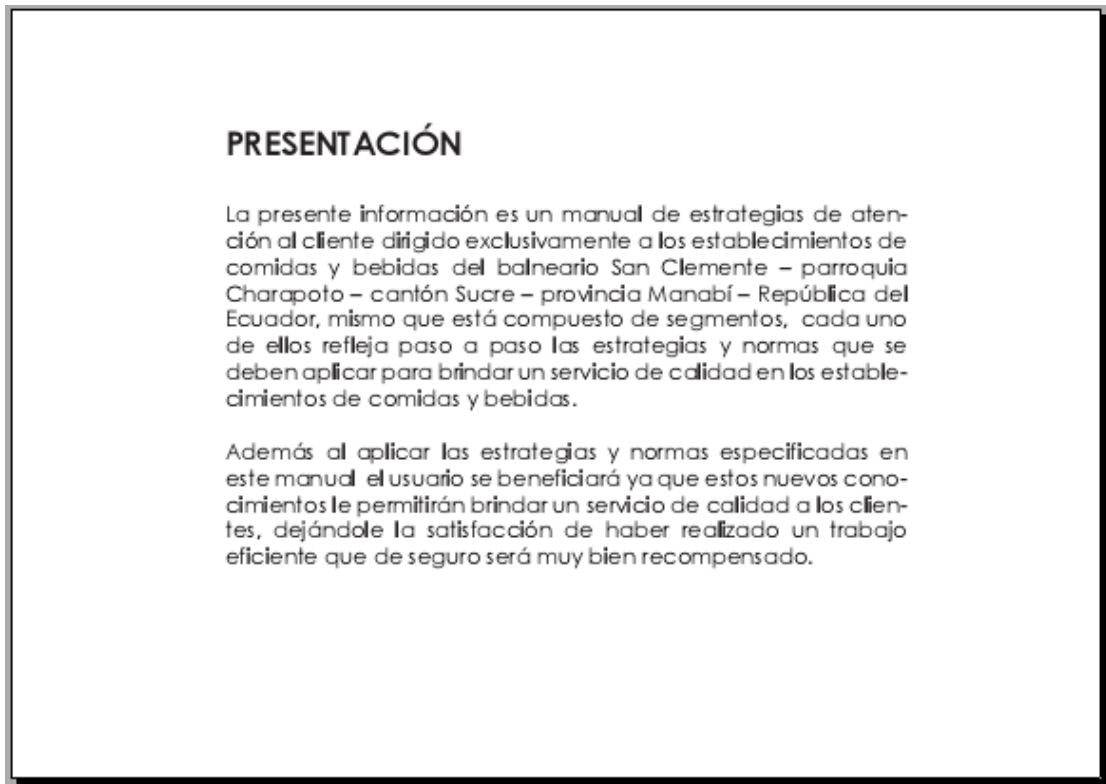 PRESENTACIÓN
La presente información es un manual de estrategias de aten-
ción al cliente dirigido exclusivamente a los establecimientos de
comidas y bebidas del balneario San Clemente – parroquia
Charapoto – cantón Sucre – provincia Manabí – República del
Ecuador, mismo que está compuesto de segmentos, cada uno
de ellos refleja paso a paso las estrategias y normas que se
deben aplicar para brindar un servicio de calidad en los estable-
cimientos de comidas y bebidas.
Además al aplicar las estrategias y normas especificadas en
este manual el usuario se beneficiará ya que estos nuevos cono-
cimientos le permitirán brindar un servicio de calidad a los clien-
tes, dejándole la satisfacción de haber realizado un trabajo
eficiente que de seguro será muy bien recompensado.